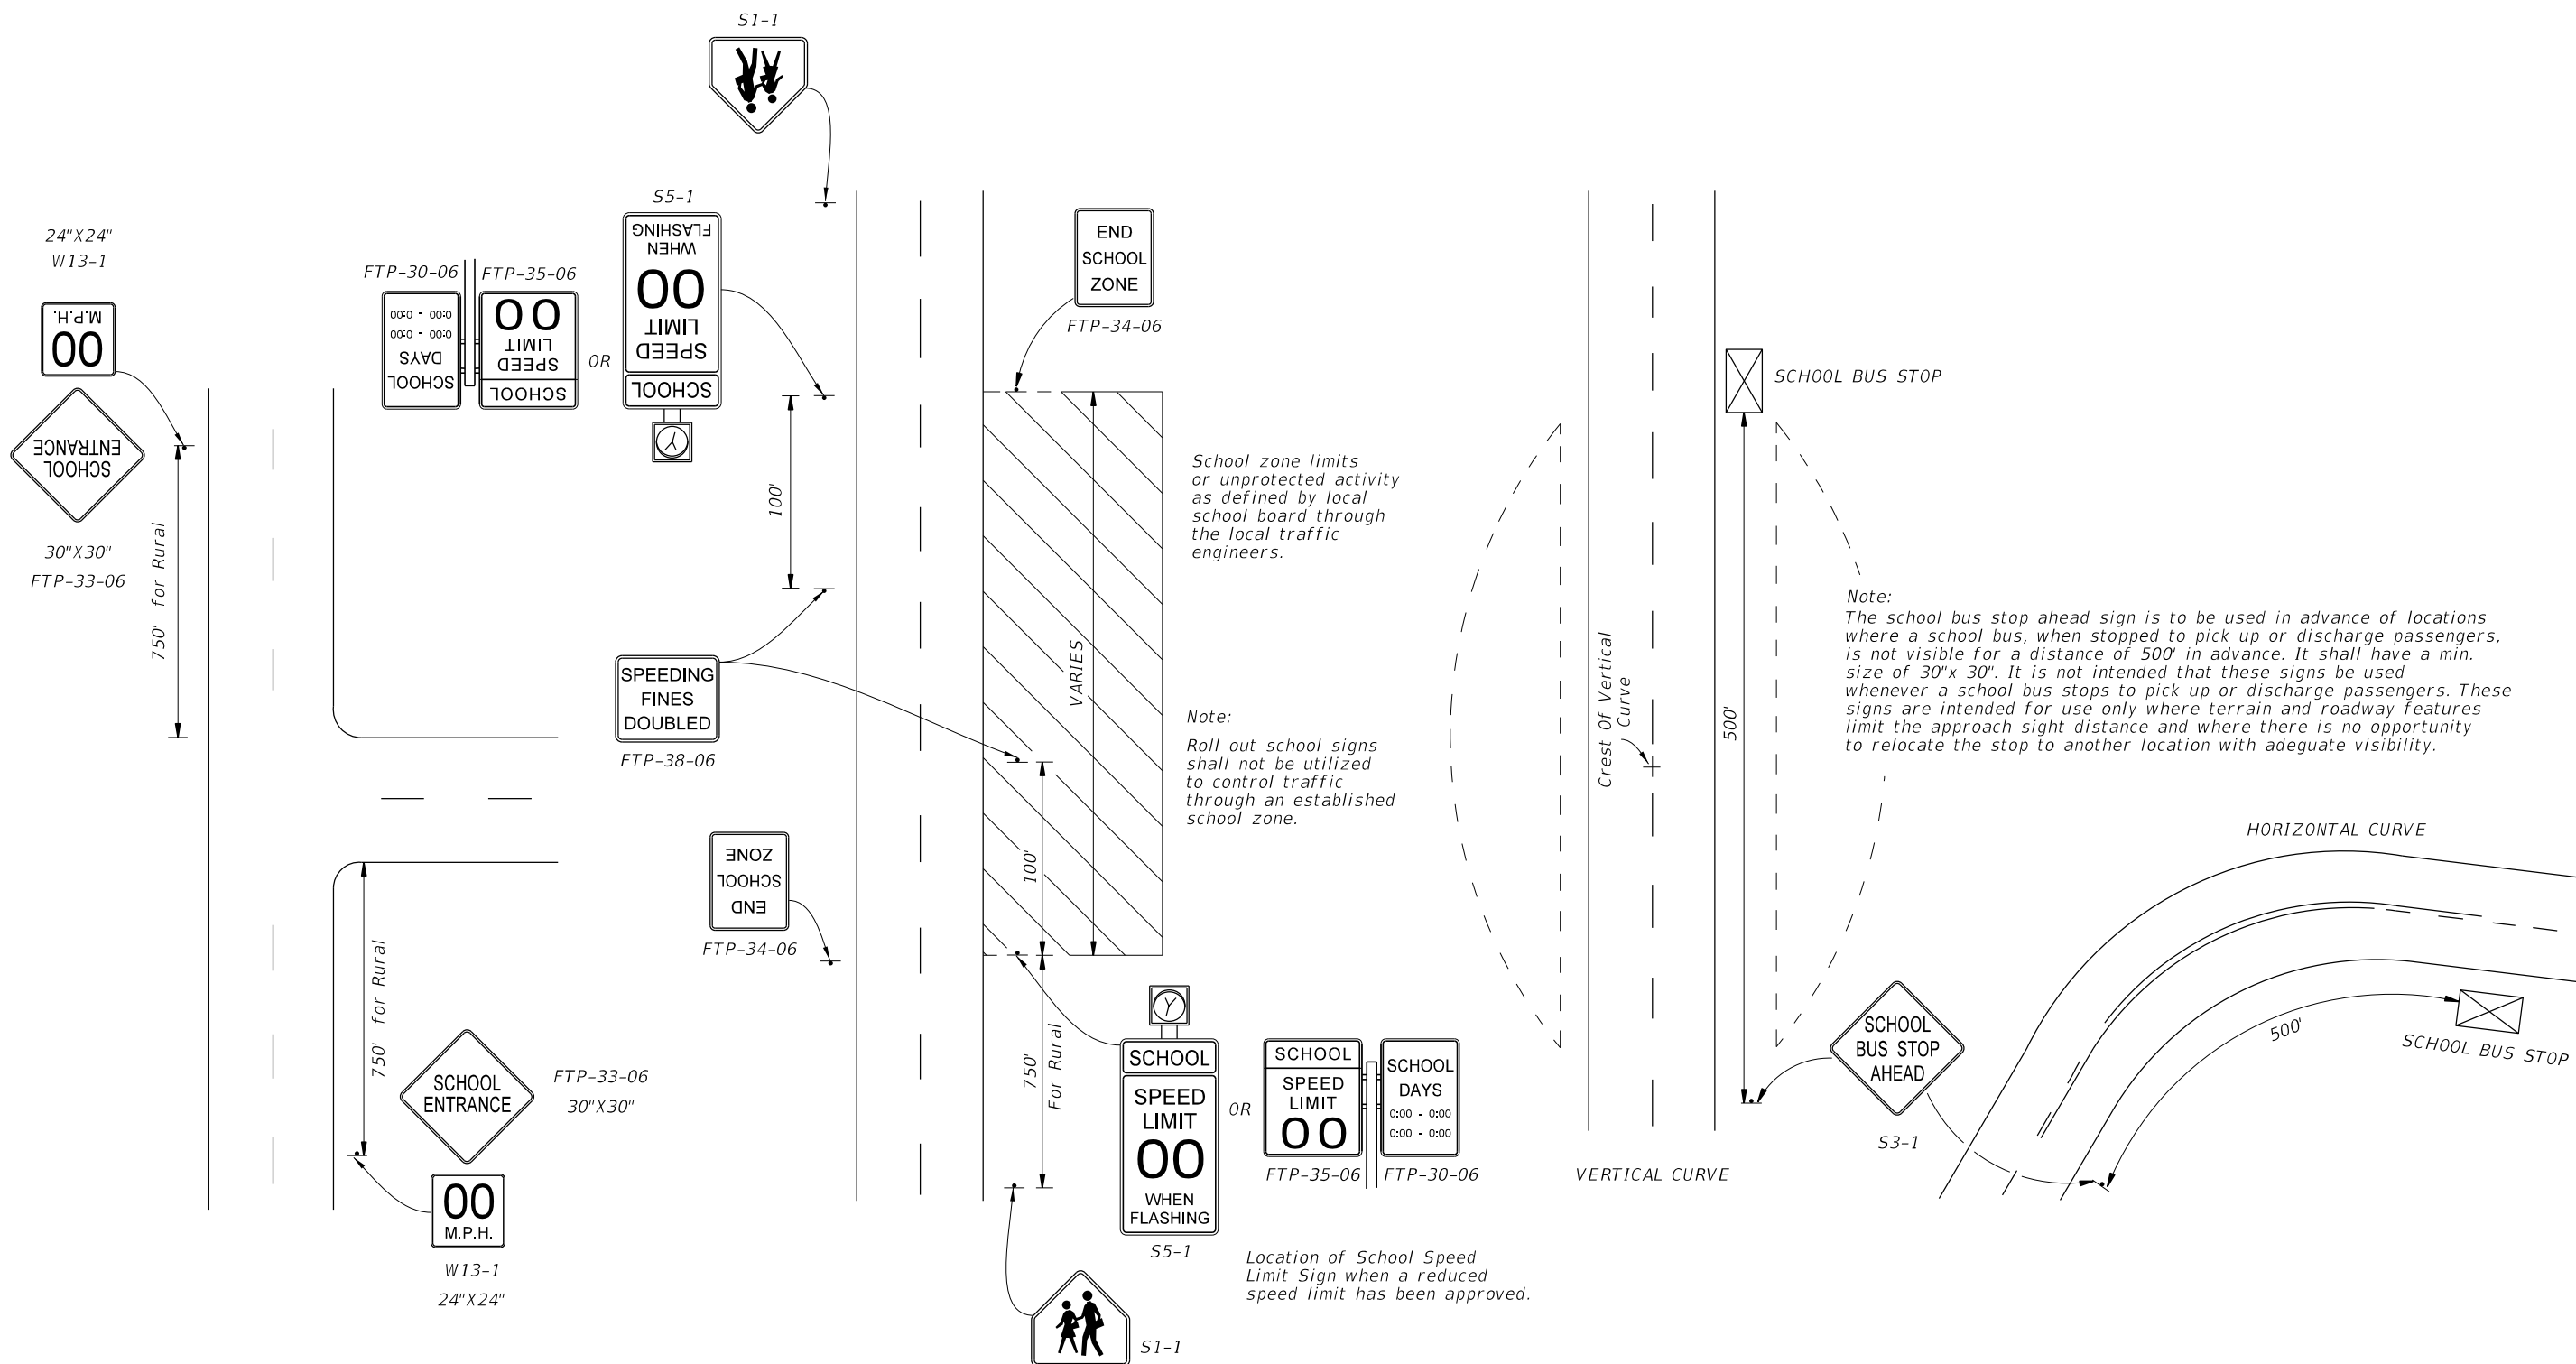 S1-1
S5-1
24"X24"
W13-1
M.P.H.
00
SCHOOL
ENTRANCE
30"X30"
FTP-33-06
750' for Rural
FTP-30-06
FTP-35-06
SCHOOL
DAYS
0:00 - 0:00
0:00 - 0:00
SCHOOL
SPEED
LIMIT
00
OR
SCHOOL
SPEED
LIMIT
00
WHEN
FLASHING
100'
END
SCHOOL
ZONE
FTP-34-06
School zone limits
or unprotected activity
as defined by local
school board through
the local traffic
engineers.
VARIES
SPEEDING
FINES
DOUBLED
FTP-38-06
Note:
Roll out school signs
shall not be utilized
to control traffic
through an established
school zone.
END
SCHOOL
ZONE
FTP-34-06
100'
750' for Rural
SCHOOL
ENTRANCE
FTP-33-06
30"X30"
00
M.P.H.
W13-1
24"X24"
750'
For Rural
SCHOOL
SPEED
LIMIT
00
WHEN
FLASHING
S5-1
OR
SCHOOL
SPEED
LIMIT
00
FTP-35-06
SCHOOL
DAYS
0:00 - 0:00
0:00 - 0:00
FTP-30-06
Location of School Speed
Limit Sign when a reduced
speed limit has been approved.
S1-1
SCHOOL BUS STOP
Crest Of Vertical
Curve
500'
Note:
The school bus stop ahead sign is to be used in advance of locations
where a school bus, when stopped to pick up or discharge passengers,
is not visible for a distance of 500' in advance. It shall have a min.
size of 30"x 30". It is not intended that these signs be used
whenever a school bus stops to pick up or discharge passengers. These
signs are intended for use only where terrain and roadway features
limit the approach sight distance and where there is no opportunity
to relocate the stop to another location with adeguate visibility.
VERTICAL CURVE
HORIZONTAL CURVE
SCHOOL
BUS STOP
AHEAD
S3-1
500'
SCHOOL BUS STOP